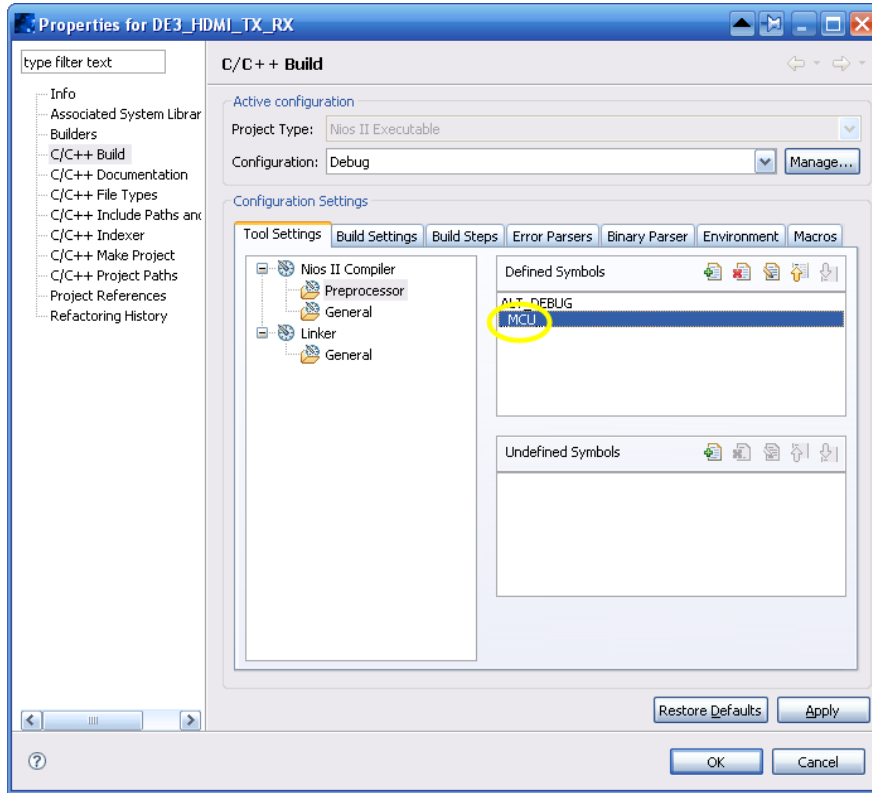 Properties for DE3_HDMI_TX_RX
type filter text
Info
Associated System Librar
Builders
C/C++ Build
C/C++ Documentation
C/C++ File Types
C/C++ Include Paths and
C/C++ Indexer
C/C++ Make Project
C/C++ Project Paths
Project References
Refactoring History
C/C++ Build
Active configuration
Project Type: Nios II Executable
Configuration: Debug Manage...
Configuration Settings
Tool Settings Build Settings Build Steps Error Parsers Binary Parser Environment Macros
Nios II Compiler
Preprocessor
General
Linker
General
Defined Symbols
ALT_DEBUG
MCU
Undefined Symbols
Restore Defaults Apply
OK Cancel